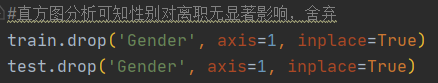 #直方图分析可知性别对离职无显著影响，舍弃
train.drop('Gender', axis=1, inplace=True)
test.drop('Gender', axis=1, inplace=True)